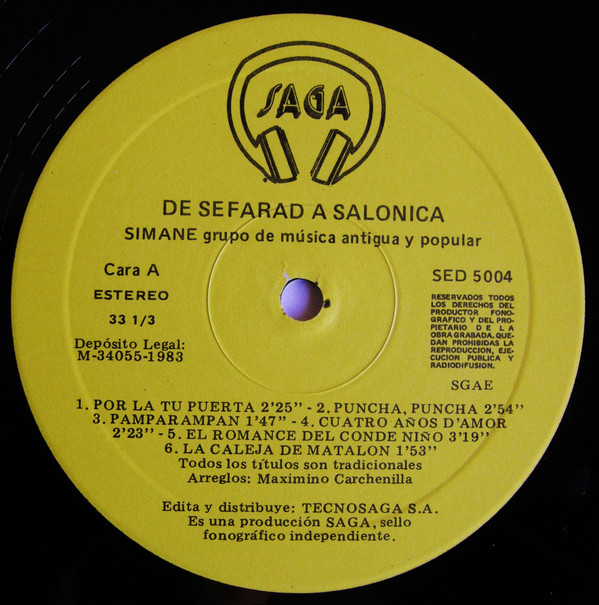 SAGA
DE SEFARAD A SALONICA
SIMANE grupo de música antigua y popular
Cara A
ESTEREO
33 1/3
Depósito Legal:
M-34055-1983
SED 5004
RESERVADOS TODOS
LOS DERECHOS DEL
PRODUCTOR FONO-
GRAFICO Y DEL PRO-
PIETARIO DE LA
OBRA GRABADA, QUE-
DAN PROHIBIDAS LA
REPRODUCCION, EJE-
CUCION PUBLICA Y
RADIODIFUSION.
SGAE
1. POR LA TU PUERTA 2'25" - 2. PUNCHA, PUNCHA 2'54"
3. PAMPARAMPAN 1'47" - 4. CUATRO AÑOS D'AMOR
2'23" - 5. EL ROMANCE DEL CONDE NIÑO 3'19"
6. LA CALEJA DE MATALON 1'53"
Todos los títulos son tradicionales
Arreglos: Maximino Carchenilla
Edita y distribuye: TECNOSAGA S.A.
Es una producción SAGA, sello
fonográfico independiente.